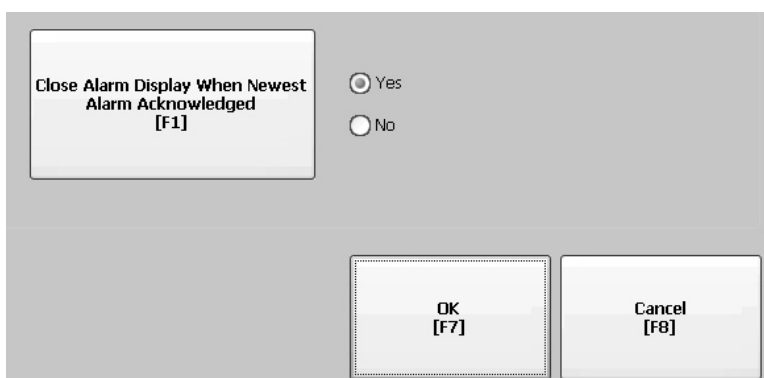 Close Alarm Display When Newest
Alarm Acknowledged
[F1]
Yes
No
OK
[F7]
Cancel
[F8]